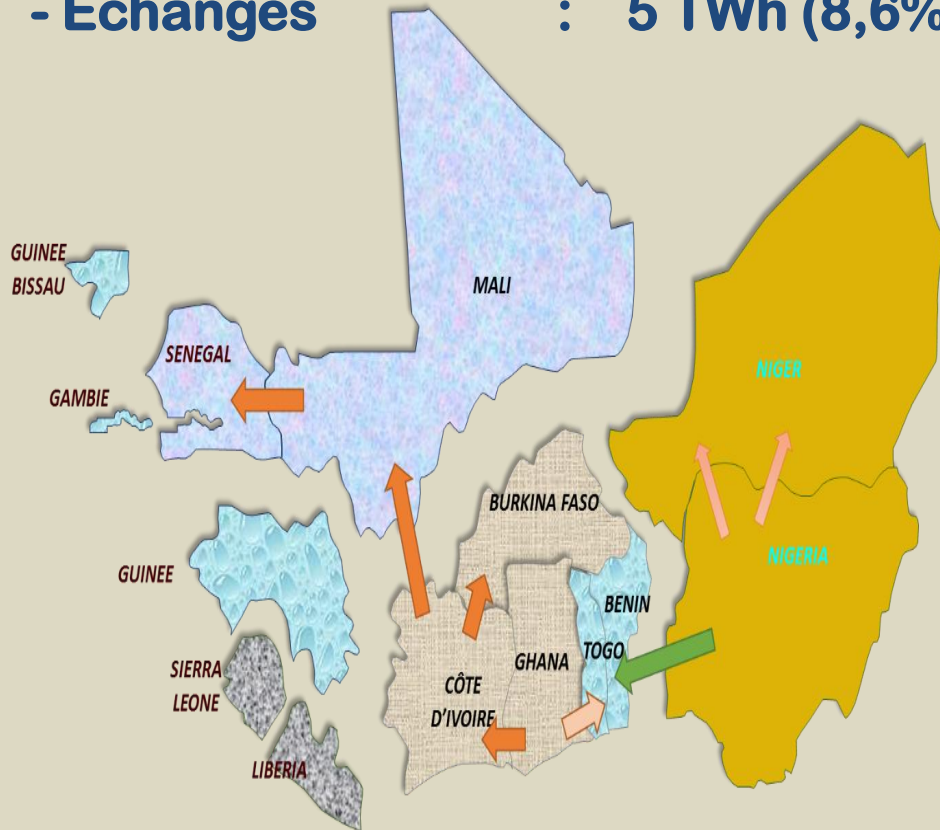 - Echanges : 5 TWh (8,6%
GUINEE
BISSAU
MALI
SENEGAL
NIGER
GAMBIE
BURKINA FASO
NIGERIA
GUINEE
BENIN
TOGO
GHANA
SIERRA
LEONE
CÔTE
D'IVOIRE
LIBERIA